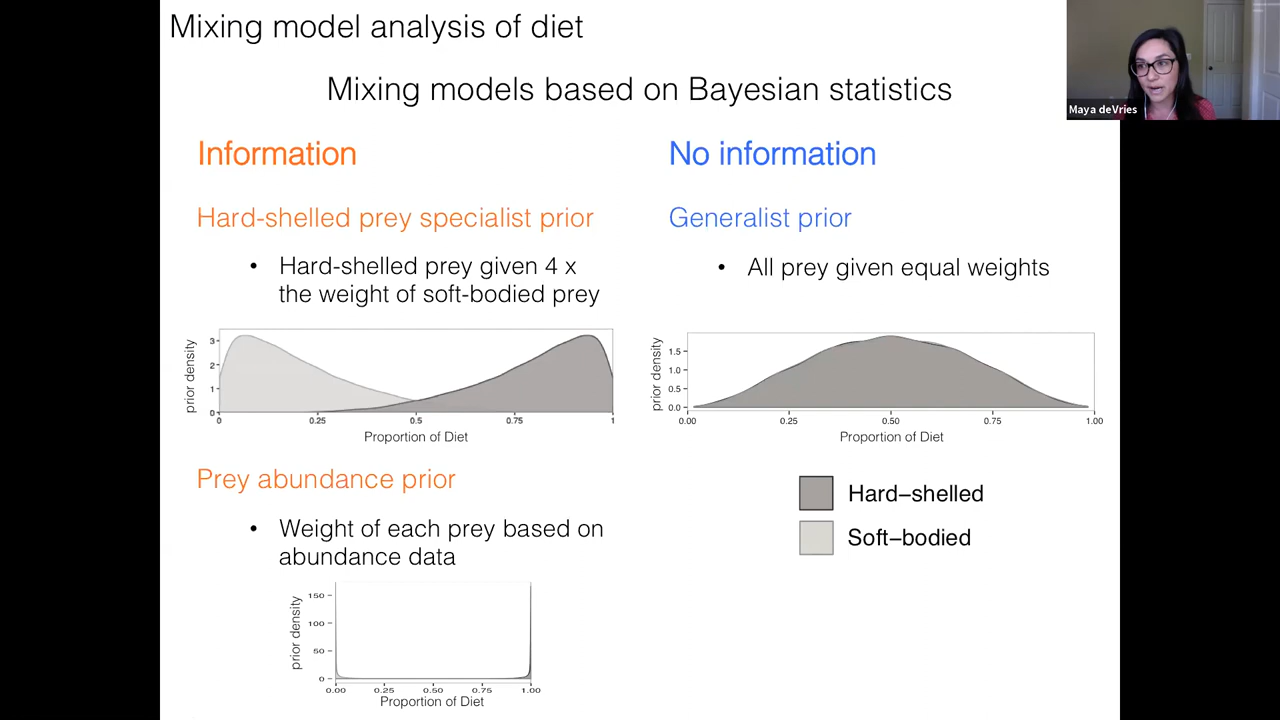 Mixing model analysis of diet
Maya deVries
Mixing models based on Bayesian statistics
Information
Hard-shelled prey specialist prior
• Hard-shelled prey given 4 x
the weight of soft-bodied prey
prior density
3
2
1
0
0 0.25 0.5 0.75 1
Proportion of Diet
Prey abundance prior
• Weight of each prey based on
abundance data
prior density
150
100
50
0
0.00 0.25 0.50 0.75 1.00
Proportion of Diet
No information
Generalist prior
• All prey given equal weights
prior density
1.5
1.0
0.5
0.0
0.00 0.25 0.50 0.75 1.00
Proportion of Diet
Hard–shelled
Soft–bodied